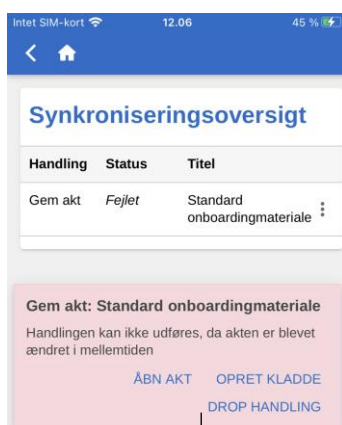 Intet SIM-kort 12.06 45 %
Synkroniseringsoversigt
Handling Status Titel
Gem akt Fejlet Standard
onboardingmateriale
Gem akt: Standard onboardingmateriale
Handlingen kan ikke udføres, da akten er blevet
ændret i mellemtiden
ÅBN AKT OPRET KLADDE
DROP HANDLING